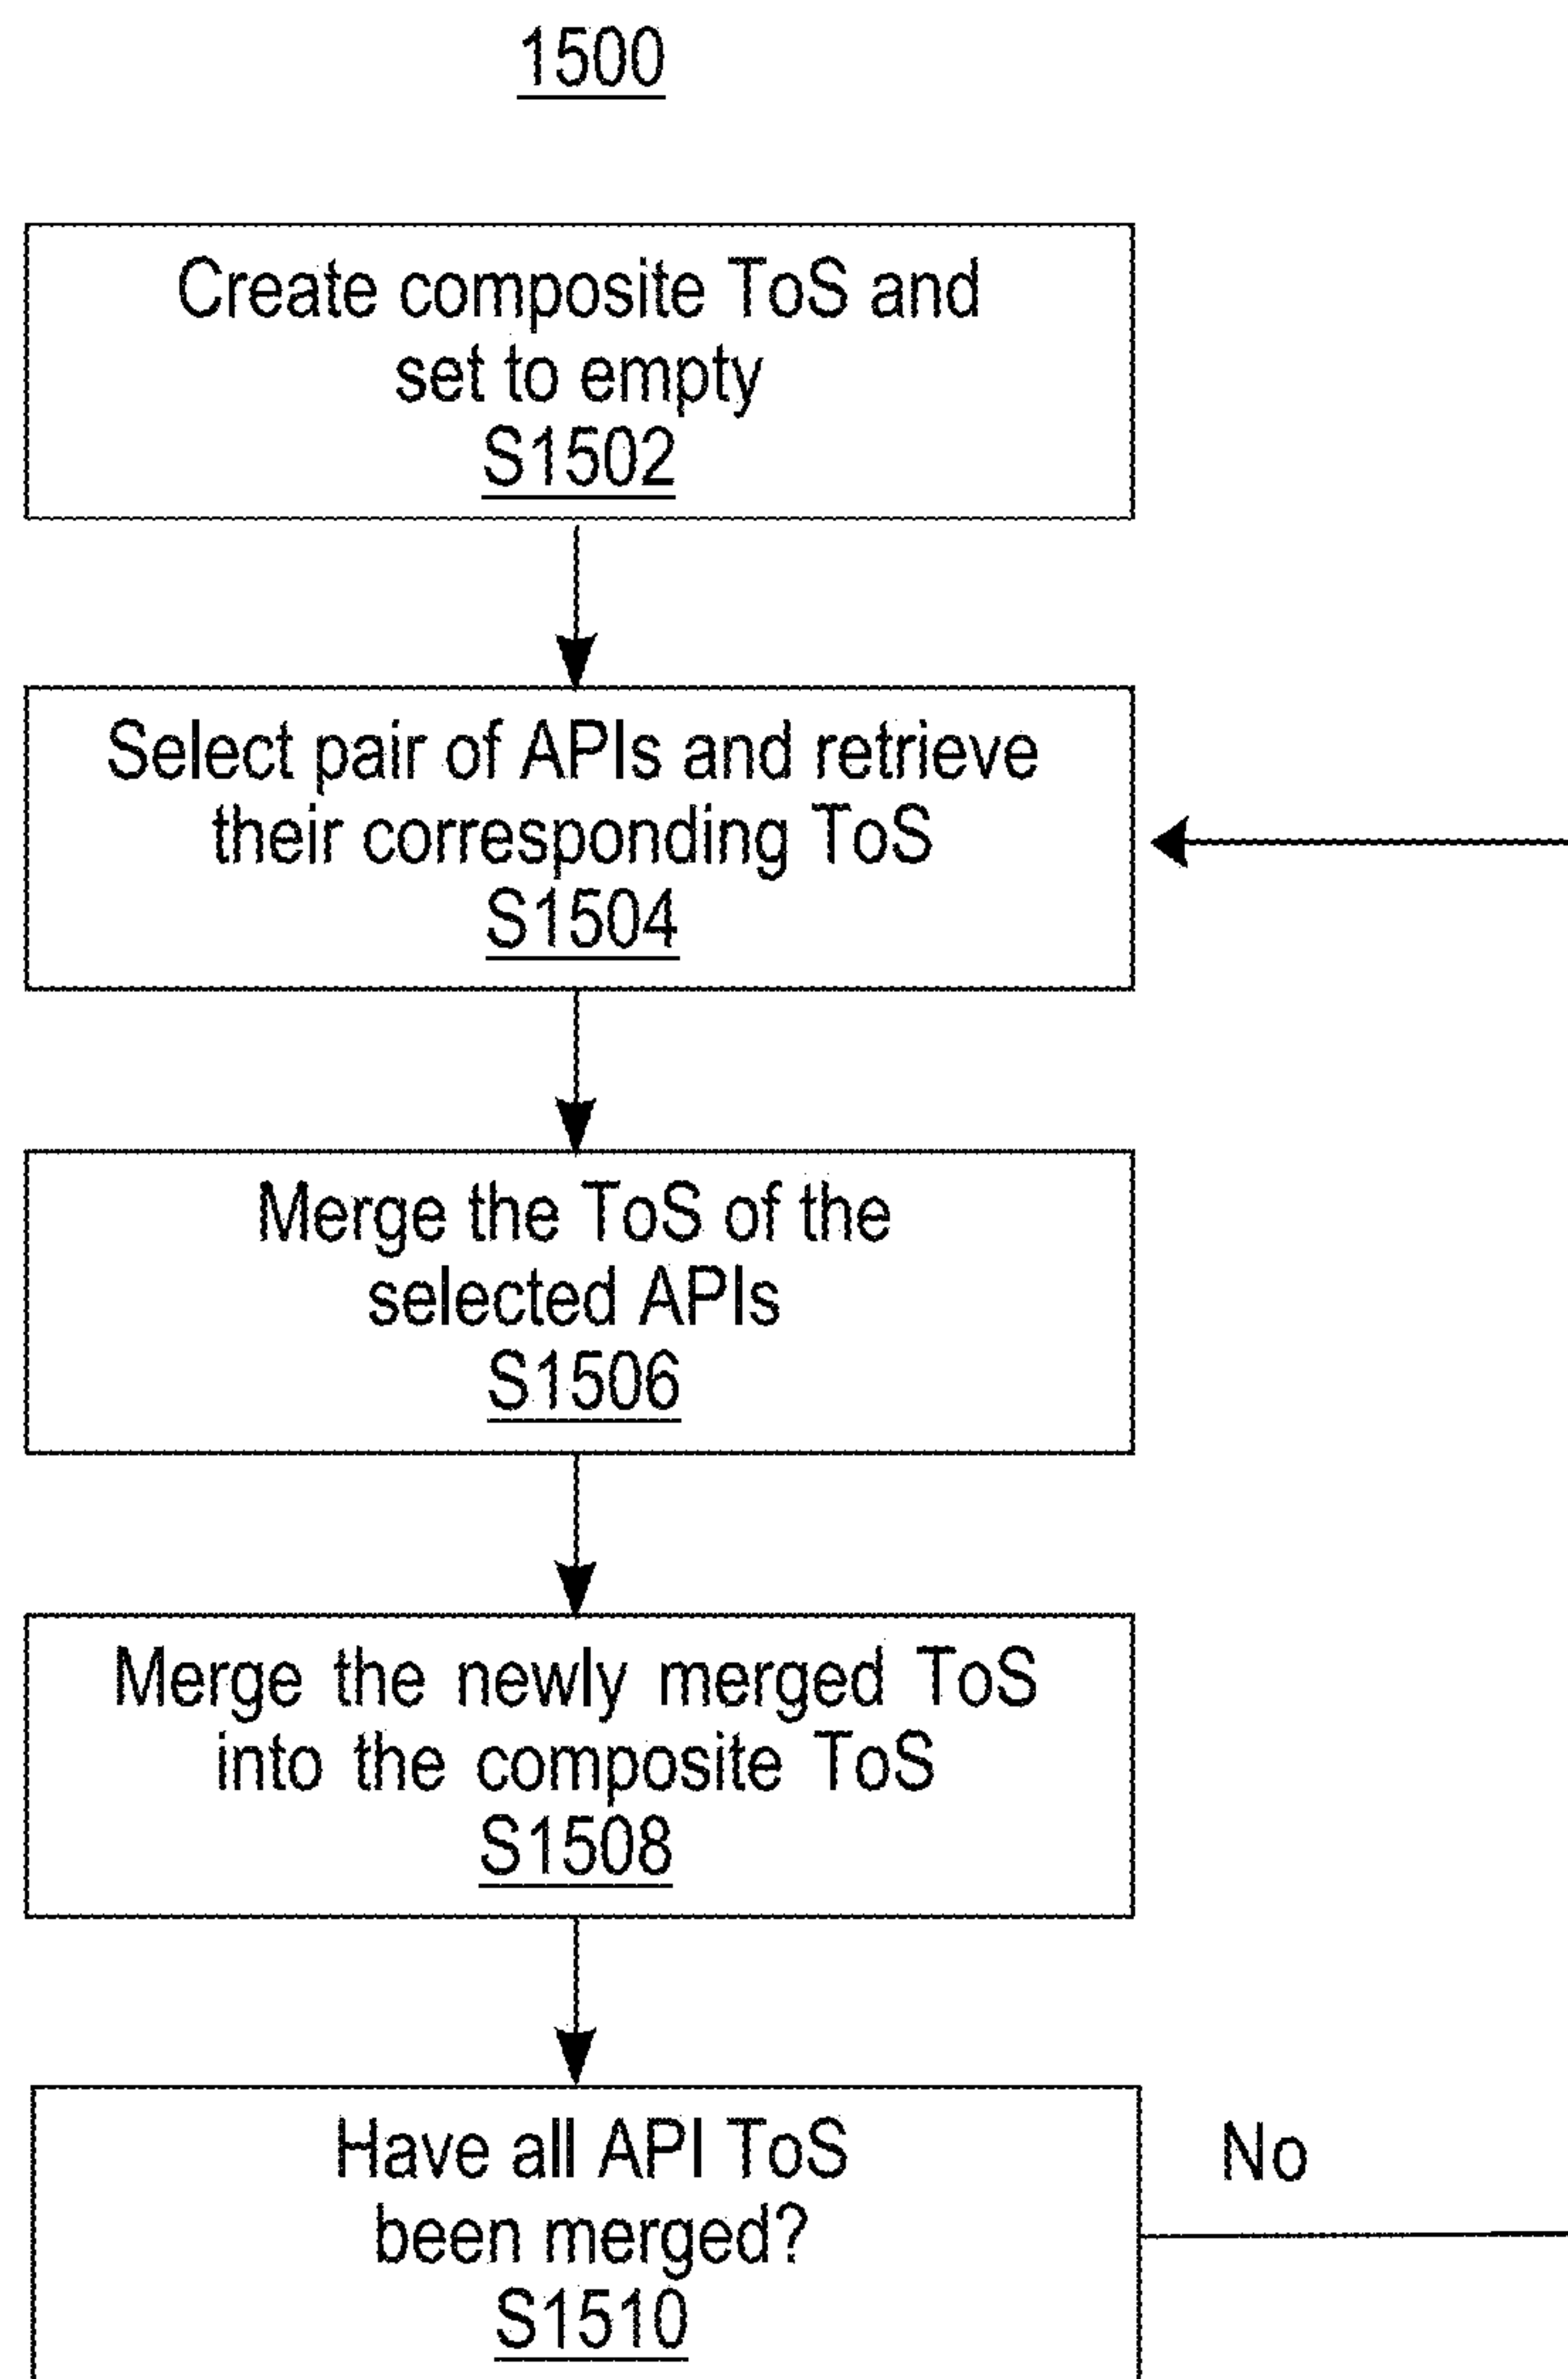 1500
Create composite ToS and
set to empty
S1502
Select pair of APIs and retrieve
their corresponding ToS
S1504
Merge the ToS of the
selected APIs
S1506
Merge the newly merged ToS
into the composite ToS
S1508
Have all API ToS
been merged?
S1510
No